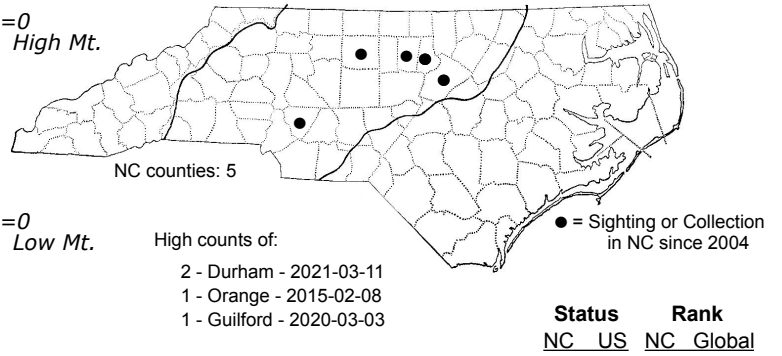 =0
High Mt.
NC counties: 5
=0
Low Mt.
High counts of:
2 - Durham - 2021-03-11
1 - Orange - 2015-02-08
1 - Guilford - 2020-03-03
● = Sighting or Collection
in NC since 2004
Status Rank
NC US NC Global